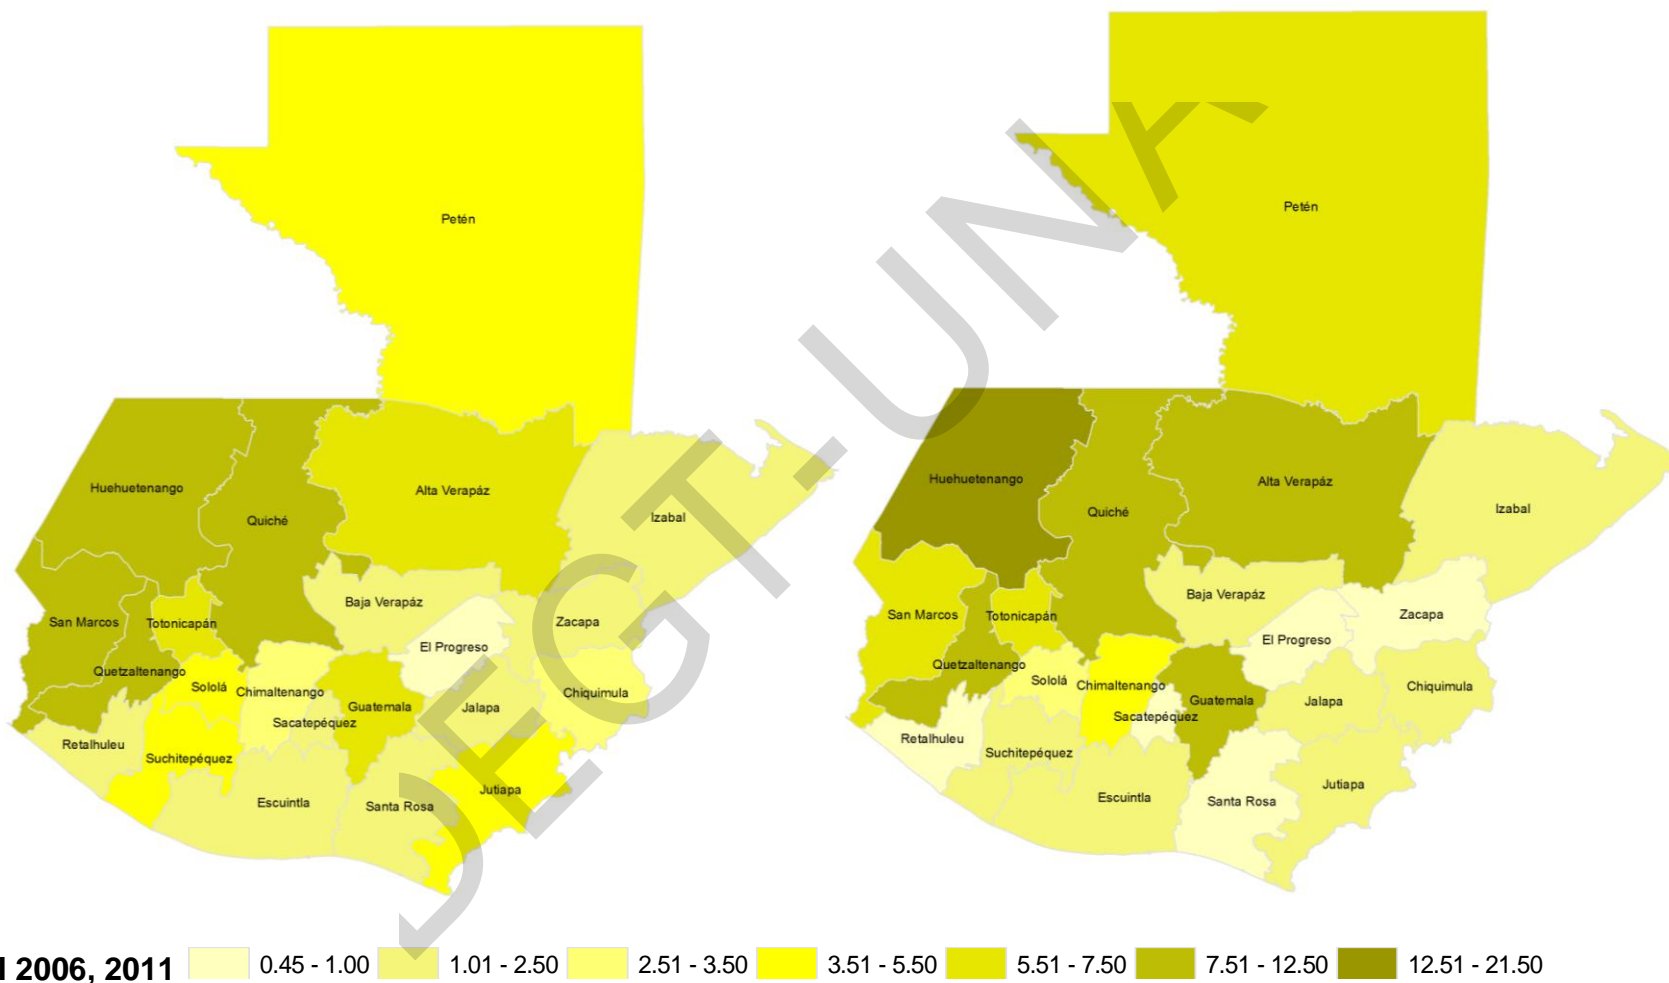 Petén
Huehuetenango
Quiché
Alta Verapáz
Izabal
San Marcos
Totonicapán
Baja Verapáz
Zacapa
El Progreso
Quetzaltenango
Sololá
Chimaltenango
Guatemala
Jalapa
Chiquimula
Sacatepéquez
Retalhuleu
Suchitepéquez
Escuintla
Santa Rosa
Jutiapa
Petén
Huehuetenango
Quiché
Alta Verapáz
Izabal
San Marcos
Totonicapán
Baja Verapáz
Zacapa
El Progreso
Quetzaltenango
Sololá
Chimaltenango
Guatemala
Jalapa
Chiquimula
Sacatepéquez
Retalhuleu
Suchitepéquez
Escuintla
Santa Rosa
Jutiapa
2006, 2011 0.45 - 1.00 1.01 - 2.50 2.51 - 3.50 3.51 - 5.50 5.51 - 7.50 7.51 - 12.50 12.51 - 21.50